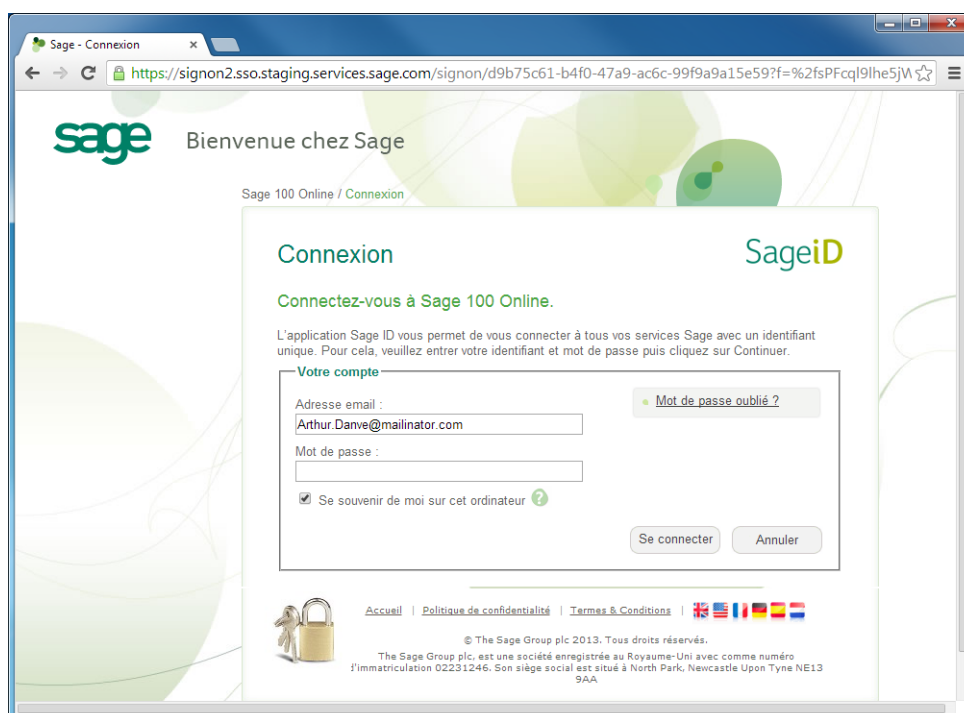 Sage - Connexion
https://signon2.sso.staging.services.sage.com/signon/d9b75c61-b4f0-47a9-ac6c-99f9a9a15e59?f=%2fsPFcql9lhe5jW
sage
Bienvenue chez Sage
Sage 100 Online / Connexion
Connexion
SageiD
Connectez-vous à Sage 100 Online.
L'application Sage ID vous permet de vous connecter à tous vos services Sage avec un identifiant
unique. Pour cela, veuillez entrer votre identifiant et mot de passe puis cliquez sur Continuer.
Votre compte
Adresse email :
Mot de passe oublié ?
Arthur.Danve@mailinator.com
Mot de passe :
Se souvenir de moi sur cet ordinateur ?
Se connecter
Annuler
Accueil | Politique de confidentialité | Termes & Conditions |
© The Sage Group plc 2013. Tous droits réservés.
The Sage Group plc, est une société enregistrée au Royaume-Uni avec comme numéro
d'immatriculation 02231246. Son siège social est situé à North Park, Newcastle Upon Tyne NE13
9AA